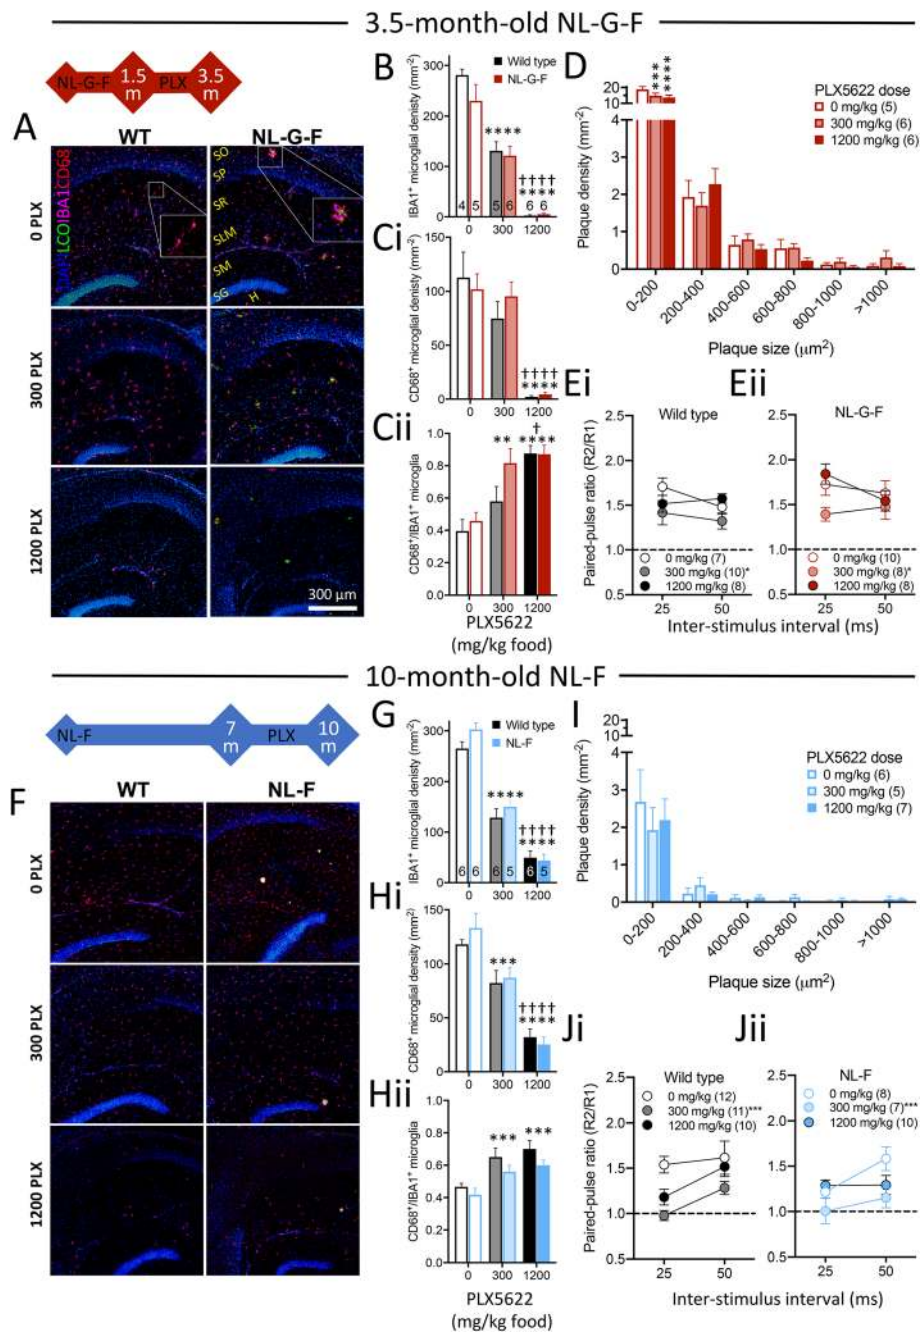 3.5-month-old NL-G-F
NL-G-F 1.5 m PLX 3.5 m
A
WT NL-G-F
LCO IBA1 CD68
0 PLX
SO
SP
SR
SLM
SM
SG
H
300 PLX
1200 PLX
300 µm
B
IBA1⁺ microglial denisty (mm⁻²)
300
200
100
0
Wild type
NL-G-F
****
††††
****
4 5 5 6 6 6
0 300 1200
Ci
CD68⁺ microglial density (mm⁻²)
150
100
50
0
††††
****
0 300 1200
Cii
CD68⁺/IBA1⁺ microglia
1.0
0.8
0.6
0.4
0.2
0.0
**
†
****
0 300 1200
PLX5622
(mg/kg food)
D
Plaque density (mm⁻²)
20
10
4
3
2
1
0
***
****
PLX5622 dose
0 mg/kg (5)
300 mg/kg (6)
1200 mg/kg (6)
0-200 200-400 400-600 600-800 800-1000 >1000
Plaque size (µm²)
Ei
Wild type
Paired-pulse ratio (R2/R1)
2.0
1.5
1.0
0.5
0 mg/kg (7)
300 mg/kg (10)*
1200 mg/kg (8)
25 50
Eii
NL-G-F
2.0
1.5
1.0
0.5
0 mg/kg (10)
300 mg/kg (8)*
1200 mg/kg (8)
25 50
Inter-stimulus interval (ms)
10-month-old NL-F
NL-F 7 m PLX 10 m
F
WT NL-F
0 PLX
300 PLX
1200 PLX
G
IBA1⁺ microglial density (mm⁻²)
300
200
100
0
Wild type
NL-F
****
††††
****
6 6 6 5 6 5
0 300 1200
Hi
CD68⁺ microglial density (mm⁻²)
150
100
50
0
***
††††
****
0 300 1200
Hii
CD68⁺/IBA1⁺ microglia
1.0
0.8
0.6
0.4
0.2
0.0
***
***
0 300 1200
PLX5622
(mg/kg food)
I
Plaque density (mm⁻²)
20
10
4
3
2
1
0
PLX5622 dose
0 mg/kg (6)
300 mg/kg (5)
1200 mg/kg (7)
0-200 200-400 400-600 600-800 800-1000 >1000
Plaque size (µm²)
Ji
Wild type
0 mg/kg (12)
300 mg/kg (11)***
1200 mg/kg (10)
Paired-pulse ratio (R2/R1)
2.0
1.5
1.0
0.5
25 50
Jii
NL-F
0 mg/kg (8)
300 mg/kg (7)***
1200 mg/kg (10)
2.0
1.5
1.0
0.5
25 50
Inter-stimulus interval (ms)